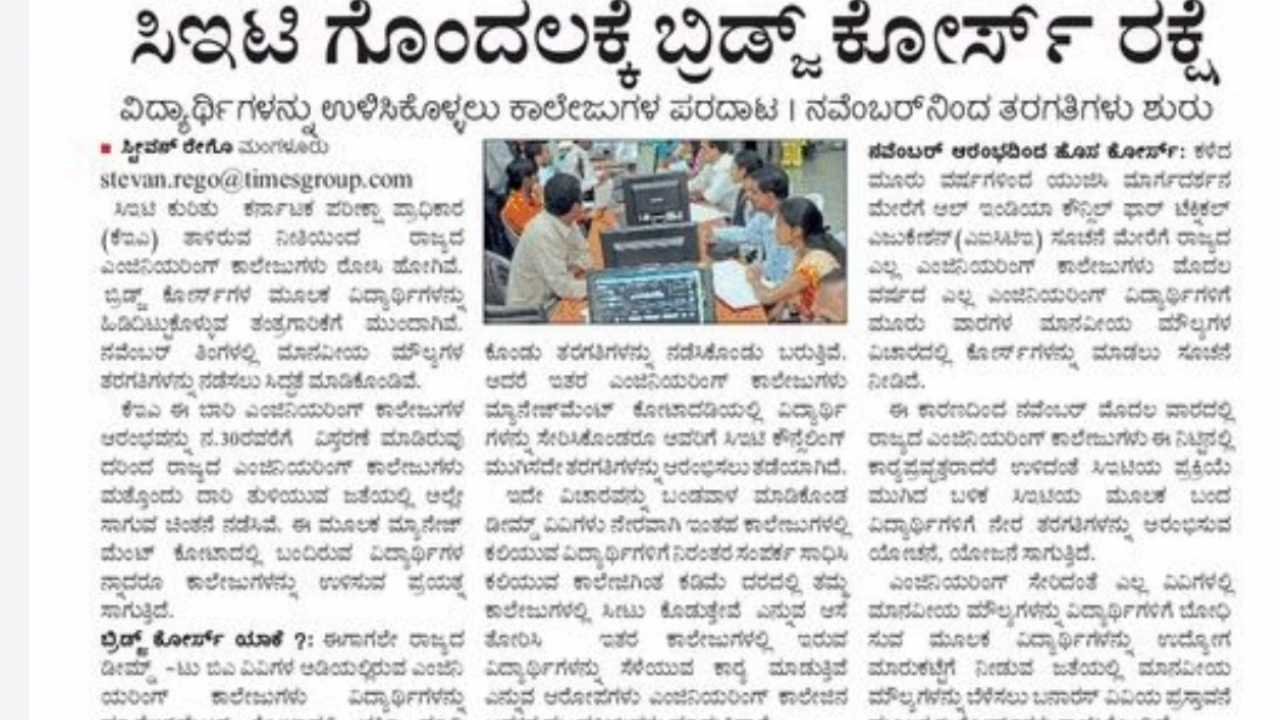 ಸಿಇಟಿ ಗೊಂದಲಕ್ಕೆ ಬ್ರಿಡ್ಜ್ ಕೋರ್ಸ್ ರಕ್ಷೆ
ವಿದ್ಯಾರ್ಥಿಗಳನ್ನು ಉಳಿಸಿಕೊಳ್ಳಲು ಕಾಲೇಜುಗಳ ಪರದಾಟ | ನವೆಂಬರ್‌ನಿಂದ ತರಗತಿಗಳು ಶುರು
■ ಸ್ಟೀವನ್ ರೇಗೊ ಮಂಗಳೂರು
stevan.rego@timesgroup.com
ಸಿಇಟಿ ಕುರಿತು ಕರ್ನಾಟಕ ಪರೀಕ್ಷಾ ಪ್ರಾಧಿಕಾರ
(ಕೆಇಎ) ತಾಳಿರುವ ನೀತಿಯಿಂದ ರಾಜ್ಯದ
ಎಂಜಿನಿಯರಿಂಗ್ ಕಾಲೇಜುಗಳು ರೋಸಿ ಹೋಗಿವೆ.
ಬ್ರಿಡ್ಜ್ ಕೋರ್ಸ್‌ಗಳ ಮೂಲಕ ವಿದ್ಯಾರ್ಥಿಗಳನ್ನು
ಹಿಡಿದಿಟ್ಟುಕೊಳ್ಳುವ ತಂತ್ರಗಾರಿಕೆಗೆ ಮುಂದಾಗಿವೆ.
ನವೆಂಬರ್ ತಿಂಗಳಲ್ಲಿ ಮಾನವೀಯ ಮೌಲ್ಯಗಳ
ತರಗತಿಗಳನ್ನು ನಡೆಸಲು ಸಿದ್ಧತೆ ಮಾಡಿಕೊಂಡಿವೆ.
ಕೆಇಎ ಈ ಬಾರಿ ಎಂಜಿನಿಯರಿಂಗ್ ಕಾಲೇಜುಗಳ
ಆರಂಭವನ್ನು ನ.30ರವರೆಗೆ ವಿಸ್ತರಣೆ ಮಾಡಿರುವು
ದರಿಂದ ರಾಜ್ಯದ ಎಂಜಿನಿಯರಿಂಗ್ ಕಾಲೇಜುಗಳು
ಮತ್ತೊಂದು ದಾರಿ ತುಳಿಯುವ ಜತೆಯಲ್ಲಿ ಅಲ್ಲೇ
ಸಾಗುವ ಚಿಂತನೆ ನಡೆಸಿವೆ. ಈ ಮೂಲಕ ಮ್ಯಾನೇಜ್
ಮೆಂಟ್ ಕೋಟಾದಲ್ಲಿ ಬಂದಿರುವ ವಿದ್ಯಾರ್ಥಿಗಳ
ನ್ನಾದರೂ ಕಾಲೇಜುಗಳನ್ನು ಉಳಿಸುವ ಪ್ರಯತ್ನ
ಸಾಗುತ್ತಿದೆ.
ಬ್ರಿಡ್ಜ್ ಕೋರ್ಸ್ ಯಾಕೆ ?: ಈಗಾಗಲೇ ರಾಜ್ಯದ
ಡೀಮ್ಡ್ -ಟು ಬಿಎ ವಿವಿಗಳ ಅಡಿಯಲ್ಲಿರುವ ಎಂಜಿನಿ
ಯರಿಂಗ್ ಕಾಲೇಜುಗಳು ವಿದ್ಯಾರ್ಥಿಗಳನ್ನು
ಕೊಂಡು ತರಗತಿಗಳನ್ನು ನಡೆಸಿಕೊಂಡು ಬರುತ್ತಿವೆ.
ಆದರೆ ಇತರ ಎಂಜಿನಿಯರಿಂಗ್ ಕಾಲೇಜುಗಳು
ಮ್ಯಾನೇಜ್‌ಮೆಂಟ್ ಕೋಟಾದಡಿಯಲ್ಲಿ ವಿದ್ಯಾರ್ಥಿ
ಗಳನ್ನು ಸೇರಿಸಿಕೊಂಡರೂ ಅವರಿಗೆ ಸಿಇಟಿ ಕೌನ್ಸೆಲಿಂಗ್
ಮುಗಿಸದೇ ತರಗತಿಗಳನ್ನು ಆರಂಭಿಸಲು ತಡೆಯಾಗಿದೆ.
ಇದೇ ವಿಚಾರವನ್ನು ಬಂಡವಾಳ ಮಾಡಿಕೊಂಡ
ಡೀಮ್ಡ್ ವಿವಿಗಳು ನೇರವಾಗಿ ಇಂತಹ ಕಾಲೇಜುಗಳಲ್ಲಿ
ಕಲಿಯುವ ವಿದ್ಯಾರ್ಥಿಗಳಿಗೆ ನಿರಂತರ ಸಂಪರ್ಕ ಸಾಧಿಸಿ
ಕಲಿಯುವ ಕಾಲೇಜಿಗಿಂತ ಕಡಿಮೆ ದರದಲ್ಲಿ ತಮ್ಮ
ಕಾಲೇಜುಗಳಲ್ಲಿ ಸೀಟು ಕೊಡುತ್ತೇವೆ ಎನ್ನುವ ಆಸೆ
ತೋರಿಸಿ ಇತರ ಕಾಲೇಜುಗಳಲ್ಲಿ ಇರುವ
ವಿದ್ಯಾರ್ಥಿಗಳನ್ನು ಸೆಳೆಯುವ ಕಾರ್‍ಯ ಮಾಡುತ್ತಿವೆ
ಎನ್ನುವ ಆರೋಪಗಳು ಎಂಜಿನಿಯರಿಂಗ್ ಕಾಲೇಜಿನ
ನವೆಂಬರ್ ಆರಂಭದಿಂದ ಹೊಸ ಕೋರ್ಸ್: ಕಳೆದ
ಮೂರು ವರ್ಷಗಳಿಂದ ಯುಜಿಸಿ ಮಾರ್ಗದರ್ಶನ
ಮೇರೆಗೆ ಆಲ್ ಇಂಡಿಯಾ ಕೌನ್ಸಿಲ್ ಫಾರ್ ಟೆಕ್ನಿಕಲ್
ಎಜುಕೇಶನ್(ಎಐಸಿಟಿಇ) ಸೂಚನೆ ಮೇರೆಗೆ ರಾಜ್ಯದ
ಎಲ್ಲ ಎಂಜಿನಿಯರಿಂಗ್ ಕಾಲೇಜುಗಳು ಮೊದಲ
ವರ್ಷದ ಎಲ್ಲ ಎಂಜಿನಿಯರಿಂಗ್ ವಿದ್ಯಾರ್ಥಿಗಳಿಗೆ
ಮೂರು ವಾರಗಳ ಮಾನವೀಯ ಮೌಲ್ಯಗಳ
ವಿಚಾರದಲ್ಲಿ ಕೋರ್ಸ್‌ಗಳನ್ನು ಮಾಡಲು ಸೂಚನೆ
ನೀಡಿದೆ.
ಈ ಕಾರಣದಿಂದ ನವೆಂಬರ್ ಮೊದಲ ವಾರದಲ್ಲಿ
ರಾಜ್ಯದ ಎಂಜಿನಿಯರಿಂಗ್ ಕಾಲೇಜುಗಳು ಈ ನಿಟ್ಟಿನಲ್ಲಿ
ಕಾರ್‍ಯಪ್ರವೃತ್ತರಾದರೆ ಉಳಿದಂತೆ ಸಿಇಟಿಯ ಪ್ರಕ್ರಿಯೆ
ಮುಗಿದ ಬಳಿಕ ಸಿಇಟಿಯ ಮೂಲಕ ಬಂದ
ವಿದ್ಯಾರ್ಥಿಗಳಿಗೆ ನೇರ ತರಗತಿಗಳನ್ನು ಆರಂಭಿಸುವ
ಯೋಚನೆ, ಯೋಜನೆ ಸಾಗುತ್ತಿದೆ.
ಎಂಜಿನಿಯರಿಂಗ್ ಸೇರಿದಂತೆ ಎಲ್ಲ ವಿವಿಗಳಲ್ಲಿ
ಮಾನವೀಯ ಮೌಲ್ಯಗಳನ್ನು ವಿದ್ಯಾರ್ಥಿಗಳಿಗೆ ಬೋಧಿ
ಸುವ ಮೂಲಕ ವಿದ್ಯಾರ್ಥಿಗಳನ್ನು ಉದ್ಯೋಗ
ಮಾರುಕಟ್ಟೆಗೆ ನೀಡುವ ಜತೆಯಲ್ಲಿ ಮಾನವೀಯ
ಮೌಲ್ಯಗಳನ್ನು ಬೆಳೆಸಲು ಬನಾರಸ್ ವಿವಿಯ ಪ್ರಸ್ತಾವನೆ